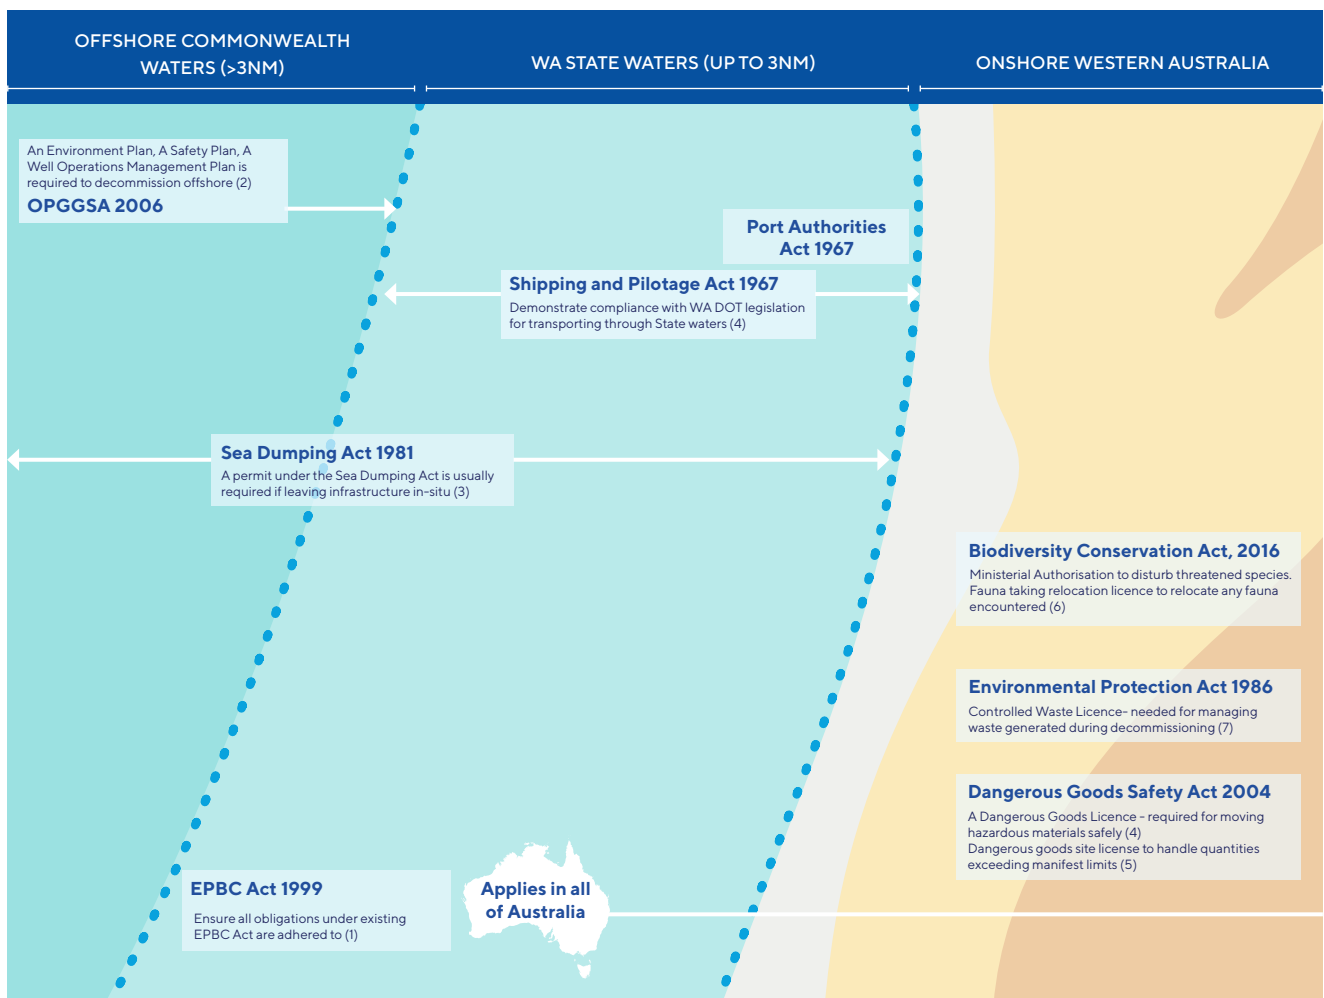 OFFSHORE COMMONWEALTH
WATERS (>3NM)
WA STATE WATERS (UP TO 3NM)
ONSHORE WESTERN AUSTRALIA
An Environment Plan, A Safety Plan, A
Well Operations Management Plan is
required to decommission offshore (2)
OPGGSA 2006
Port Authorities
Act 1967
Shipping and Pilotage Act 1967
Demonstrate compliance with WA DOT legislation
for transporting through State waters (4)
Sea Dumping Act 1981
A permit under the Sea Dumping Act is usually
required if leaving infrastructure in-situ (3)
Biodiversity Conservation Act, 2016
Ministerial Authorisation to disturb threatened species.
Fauna taking relocation licence to relocate any fauna
encountered (6)
Environmental Protection Act 1986
Controlled Waste Licence- needed for managing
waste generated during decommissioning (7)
Dangerous Goods Safety Act 2004
A Dangerous Goods Licence - required for moving
hazardous materials safely (4)
Dangerous goods site license to handle quantities
exceeding manifest limits (5)
EPBC Act 1999
Ensure all obligations under existing
EPBC Act are adhered to (1)
Applies in all
of Australia